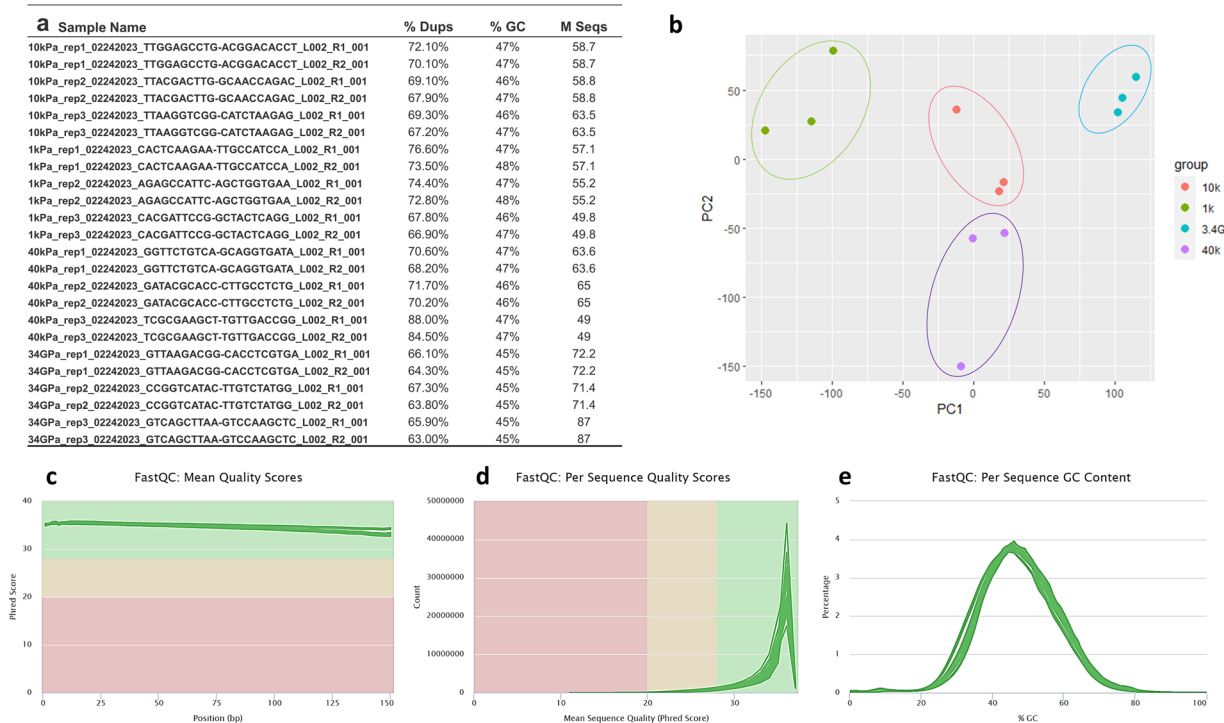 a Sample Name % Dups % GC M Seqs
10kPa_rep1_02242023_TTGGAGCCTG-ACGGACACCT_L002_R1_001 72.10% 47% 58.7
10kPa_rep1_02242023_TTGGAGCCTG-ACGGACACCT_L002_R2_001 70.10% 47% 58.7
10kPa_rep2_02242023_TTACGACTTG-GCAACCAGAC_L002_R1_001 69.10% 46% 58.8
10kPa_rep2_02242023_TTACGACTTG-GCAACCAGAC_L002_R2_001 67.90% 47% 58.8
10kPa_rep3_02242023_TTAAGGTCGG-CATCTAAGAG_L002_R1_001 69.30% 46% 63.5
10kPa_rep3_02242023_TTAAGGTCGG-CATCTAAGAG_L002_R2_001 67.20% 47% 63.5
1kPa_rep1_02242023_CACTCAAGAA-TTGCCATCCA_L002_R1_001 76.60% 47% 57.1
1kPa_rep1_02242023_CACTCAAGAA-TTGCCATCCA_L002_R2_001 73.50% 48% 57.1
1kPa_rep2_02242023_AGAGCCATTC-AGCTGGTGAA_L002_R1_001 74.40% 47% 55.2
1kPa_rep2_02242023_AGAGCCATTC-AGCTGGTGAA_L002_R2_001 72.80% 48% 55.2
1kPa_rep3_02242023_CACGATTCCG-GCTACTCAGG_L002_R1_001 67.80% 46% 49.8
1kPa_rep3_02242023_CACGATTCCG-GCTACTCAGG_L002_R2_001 66.90% 47% 49.8
40kPa_rep1_02242023_GGTTCTGTCA-GCAGGTGATA_L002_R1_001 70.60% 47% 63.6
40kPa_rep1_02242023_GGTTCTGTCA-GCAGGTGATA_L002_R2_001 68.20% 47% 63.6
40kPa_rep2_02242023_GATACGCACC-CTTGCCTCTG_L002_R1_001 71.70% 46% 65
40kPa_rep2_02242023_GATACGCACC-CTTGCCTCTG_L002_R2_001 70.20% 46% 65
40kPa_rep3_02242023_TCGCGAAGCT-TGTTGACCGG_L002_R1_001 88.00% 47% 49
40kPa_rep3_02242023_TCGCGAAGCT-TGTTGACCGG_L002_R2_001 84.50% 47% 49
34GPa_rep1_02242023_GTTAAGACGG-CACCTCGTGA_L002_R1_001 66.10% 45% 72.2
34GPa_rep1_02242023_GTTAAGACGG-CACCTCGTGA_L002_R2_001 64.30% 45% 72.2
34GPa_rep2_02242023_CCGGTCATAC-TTGTCTATGG_L002_R1_001 67.30% 45% 71.4
34GPa_rep2_02242023_CCGGTCATAC-TTGTCTATGG_L002_R2_001 63.80% 45% 71.4
34GPa_rep3_02242023_GTCAGCTTAA-GTCCAAGCTC_L002_R1_001 65.90% 45% 87
34GPa_rep3_02242023_GTCAGCTTAA-GTCCAAGCTC_L002_R2_001 63.00% 45% 87
b
50
0
-50
-100
-150
PC2
-150 -100 -50 0 50 100
PC1
group
10k
1k
3.4G
40k
c FastQC: Mean Quality Scores
40
30
20
10
0
Phred Score
0 25 50 75 100 125 150
Position (bp)
d FastQC: Per Sequence Quality Scores
50000000
40000000
30000000
20000000
10000000
0
Count
0 10 20 30
Mean Sequence Quality (Phred Score)
e FastQC: Per Sequence GC Content
5
4
3
2
1
0
Percentage
0 20 40 60 80 100
% GC